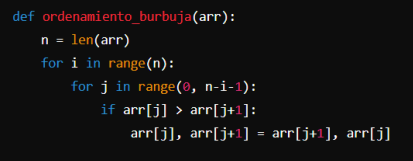 def ordenamiento_burbuja(arr):
    n = len(arr)
    for i in range(n):
        for j in range(0, n-i-1):
            if arr[j] > arr[j+1]:
                arr[j], arr[j+1] = arr[j+1], arr[j]